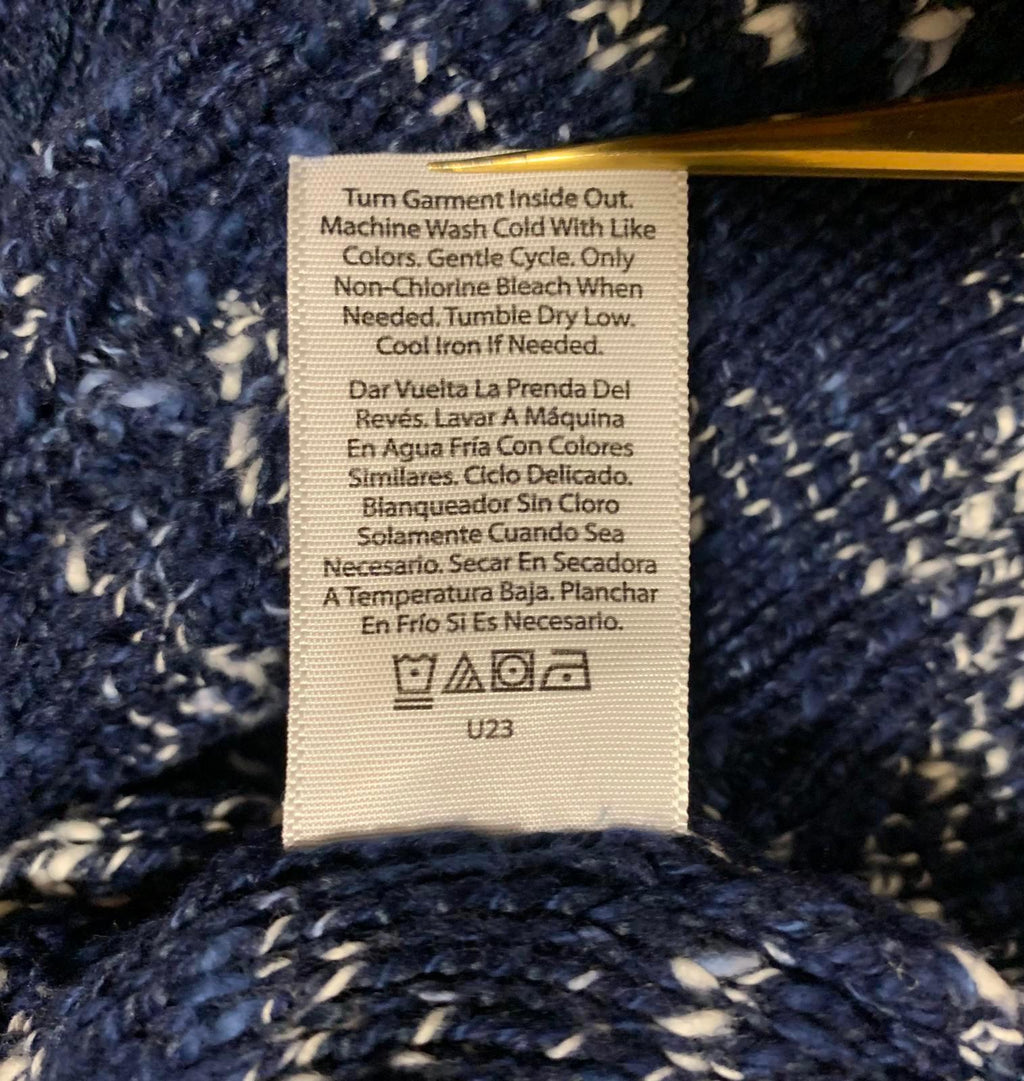 Turn Garment Inside Out.
Machine Wash Cold With Like
Colors. Gentle Cycle. Only
Non-Chlorine Bleach When
Needed. Tumble Dry Low.
Cool Iron If Needed.
Dar Vuelta La Prenda Del
Revés. Lavar A Máquina
En Agua Fría Con Colores
Similares. Ciclo Delicado.
Blanqueador Sin Cloro
Solamente Cuando Sea
Necesario. Secar En Secadora
A Temperatura Baja. Planchar
En Frío Si Es Necesario.
U23